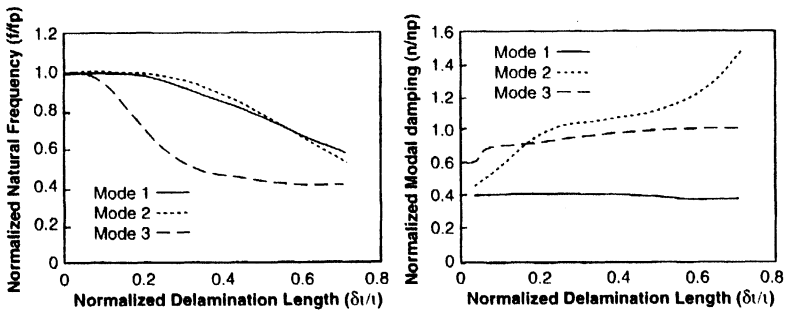 Normalized Natural Frequency (f/fp)
1.2
1.0
0.8
0.6
0.4
0.2
0
Mode 1
Mode 2
Mode 3
0 0.2 0.4 0.6 0.8
Normalized Delamination Length (δι/ι)
Normalized Modal damping (n/np)
1.6
1.4
1.2
1.0
0.6
0.4
0.2
0
Mode 1
Mode 2
Mode 3
0 0.2 0.4 0.6 0.8
Normalized Delamination Length (δι/ι)